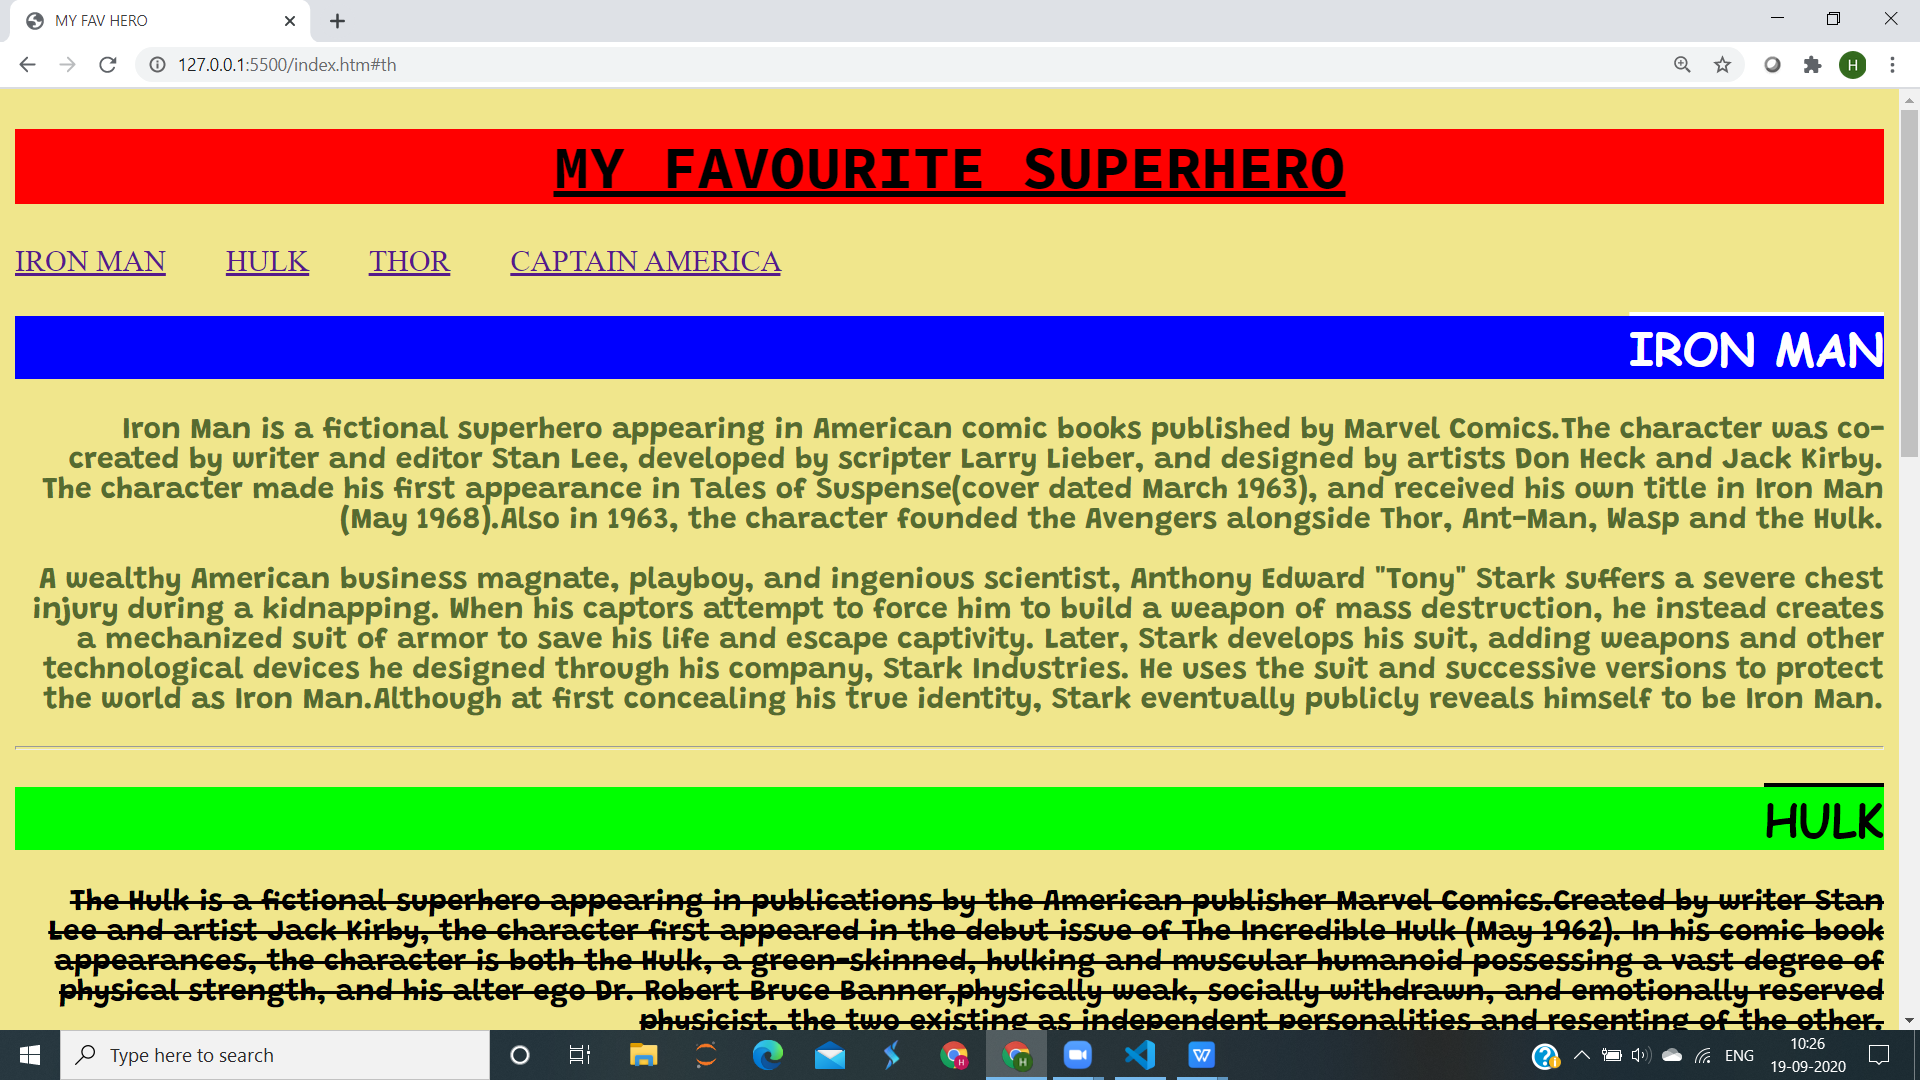 MY FAV HERO
127.0.0.1:5500/index.htm#th
H
MY FAVOURITE SUPERHERO
IRON MAN HULK THOR CAPTAIN AMERICA
IRON MAN
Iron Man is a fictional superhero appearing in American comic books published by Marvel Comics.The character was co-
created by writer and editor Stan Lee, developed by scripter Larry Lieber, and designed by artists Don Heck and Jack Kirby.
The character made his first appearance in Tales of Suspense(cover dated March 1963), and received his own title in Iron Man
(May 1968).Also in 1963, the character founded the Avengers alongside Thor, Ant-Man, Wasp and the Hulk.
A wealthy American business magnate, playboy, and ingenious scientist, Anthony Edward "Tony" Stark suffers a severe chest
injury during a kidnapping. When his captors attempt to force him to build a weapon of mass destruction, he instead creates
a mechanized suit of armor to save his life and escape captivity. Later, Stark develops his suit, adding weapons and other
technological devices he designed through his company, Stark Industries. He uses the suit and successive versions to protect
the world as Iron Man.Although at first concealing his true identity, Stark eventually publicly reveals himself to be Iron Man.
HULK
The Hulk is a fictional superhero appearing in publications by the American publisher Marvel Comics.Created by writer Stan
Lee and artist Jack Kirby, the character first appeared in the debut issue of The Incredible Hulk (May 1962). In his comic book
appearances, the character is both the Hulk, a green-skinned, hulking and muscular humanoid possessing a vast degree of
physical strength, and his alter ego Dr. Robert Bruce Banner,physically weak, socially withdrawn, and emotionally reserved
physicist, the two existing as independent personalities and resenting of the other.
Type here to search
ENG
10:26
19-09-2020